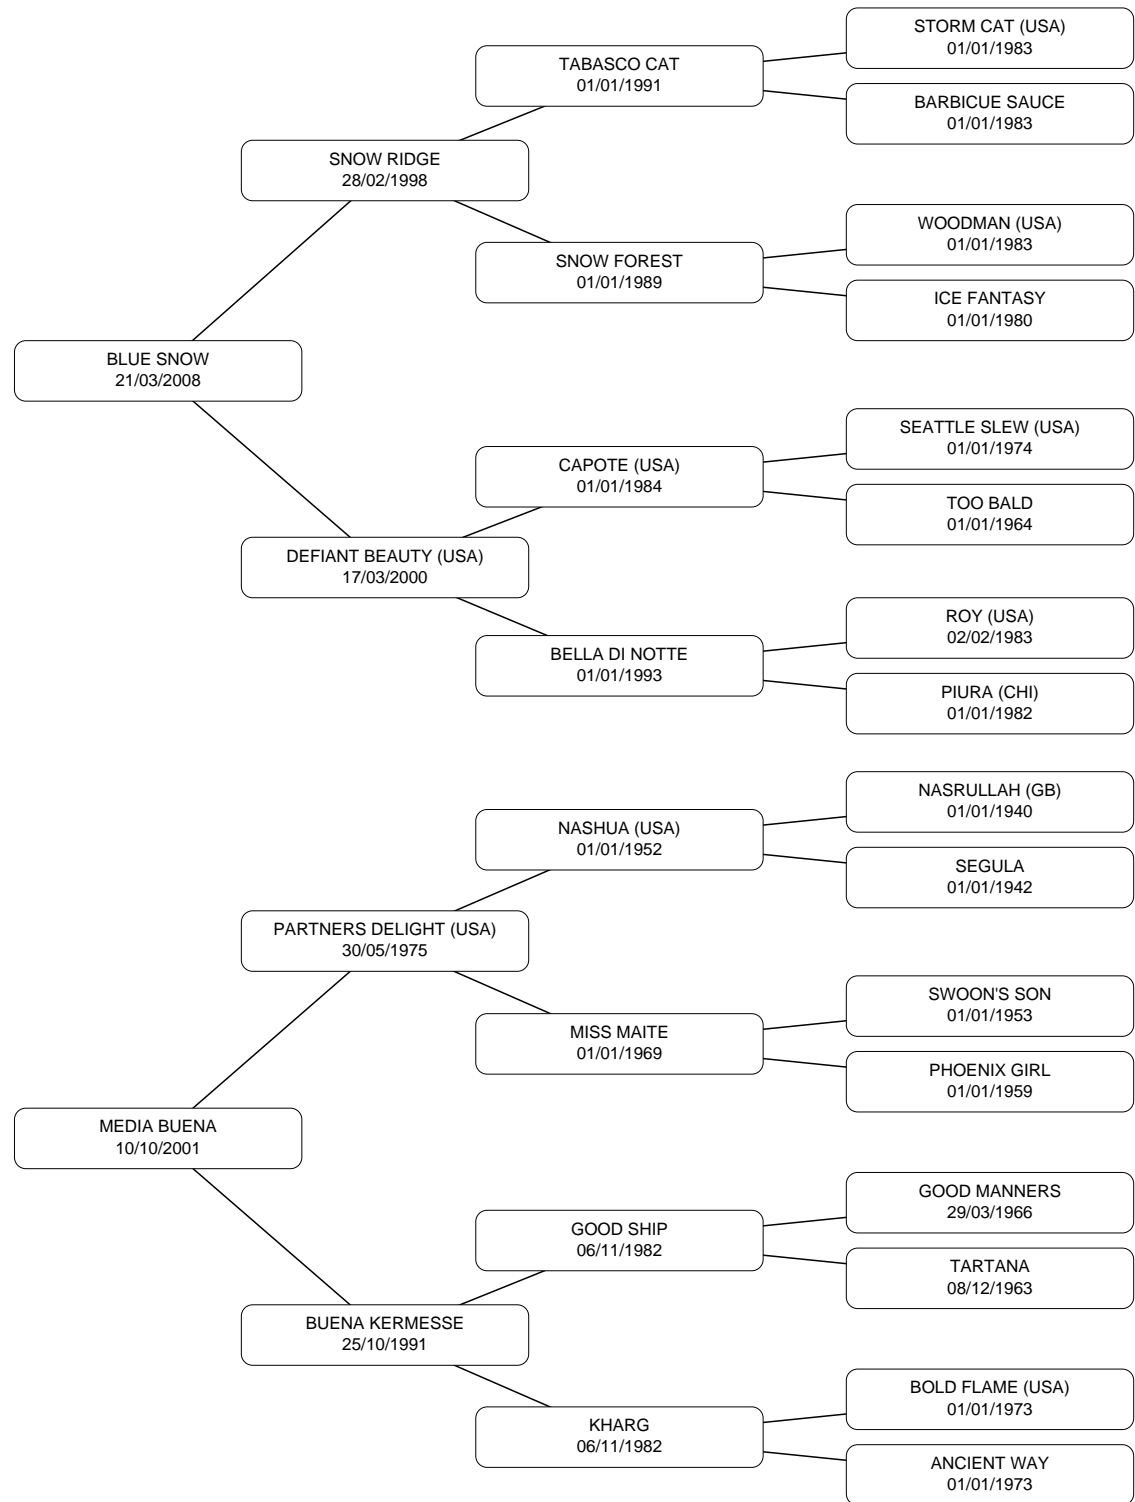 STORM CAT (USA)
01/01/1983
TABASCO CAT
01/01/1991
BARBICUE SAUCE
01/01/1983
SNOW RIDGE
28/02/1998
WOODMAN (USA)
01/01/1983
SNOW FOREST
01/01/1989
ICE FANTASY
01/01/1980
BLUE SNOW
21/03/2008
SEATTLE SLEW (USA)
01/01/1974
CAPOTE (USA)
01/01/1984
TOO BALD
01/01/1964
DEFIANT BEAUTY (USA)
17/03/2000
ROY (USA)
02/02/1983
BELLA DI NOTTE
01/01/1993
PIURA (CHI)
01/01/1982
NASRULLAH (GB)
01/01/1940
NASHUA (USA)
01/01/1952
SEGULA
01/01/1942
PARTNERS DELIGHT (USA)
30/05/1975
SWOON'S SON
01/01/1953
MISS MAITE
01/01/1969
PHOENIX GIRL
01/01/1959
MEDIA BUENA
10/10/2001
GOOD MANNERS
29/03/1966
GOOD SHIP
06/11/1982
TARTANA
08/12/1963
BUENA KERMESSE
25/10/1991
BOLD FLAME (USA)
01/01/1973
KHARG
06/11/1982
ANCIENT WAY
01/01/1973